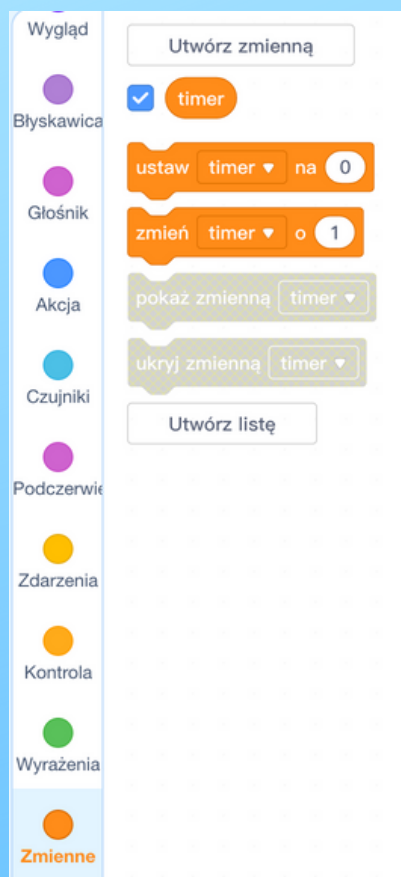 Wygląd
Błyskawica
Głośnik
Akcja
Czujniki
Podczerwie
Zdarzenia
Kontrola
Wyrażenia
Zmienne
Utwórz zmienną
timer
ustaw timer na 0
zmień timer o 1
pokaż zmienną timer
ukryj zmienną timer
Utwórz listę